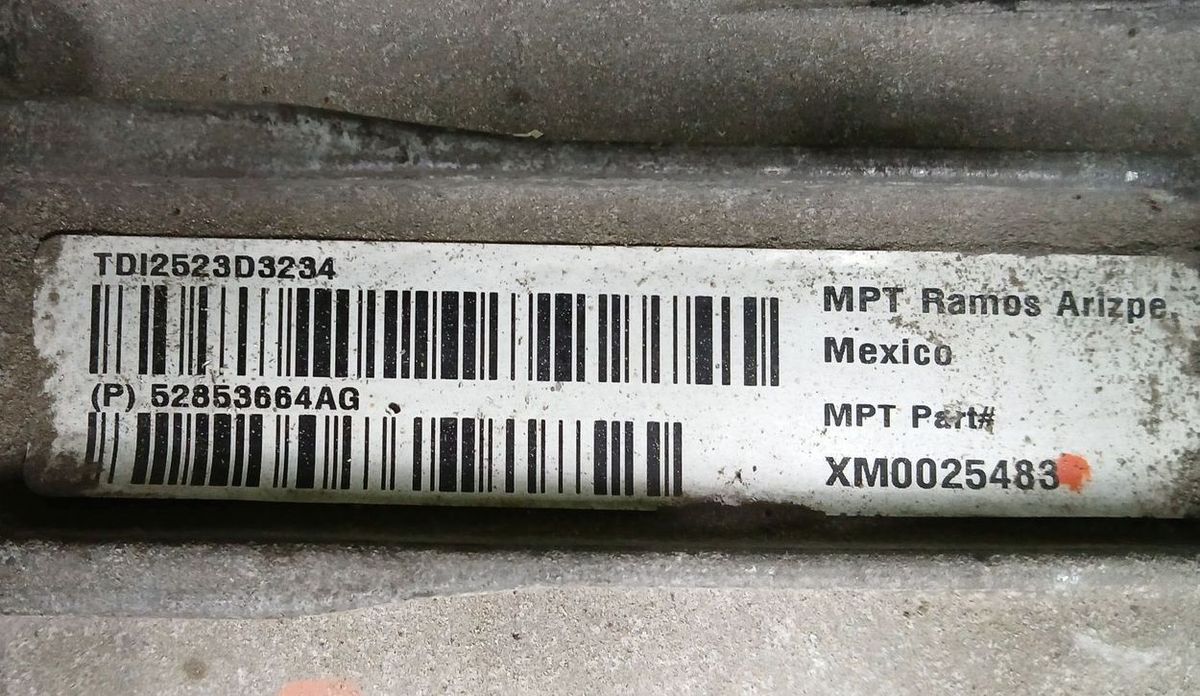 TDI2523D3234
(P) 52853664AG
MPT Ramos Arizpe,
Mexico
MPT Part#
XM0025483